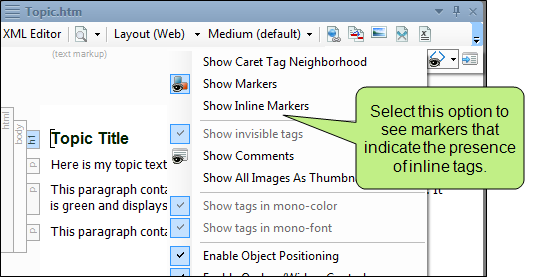 Topic.htm
XML Editor
Layout (Web)
Medium (default)
(text markup)
html
body
h1
p
p
p
Topic Title
Here is my topic text
This paragraph conta
is green and displays
It
This paragraph conta
Show Caret Tag Neighborhood
Show Markers
Show Inline Markers
Show invisible tags
Show Comments
Show All Images As Thumbn
Show tags in mono-color
Show tags in mono-font
Enable Object Positioning
Select this option to
see markers that
indicate the presence
of inline tags.